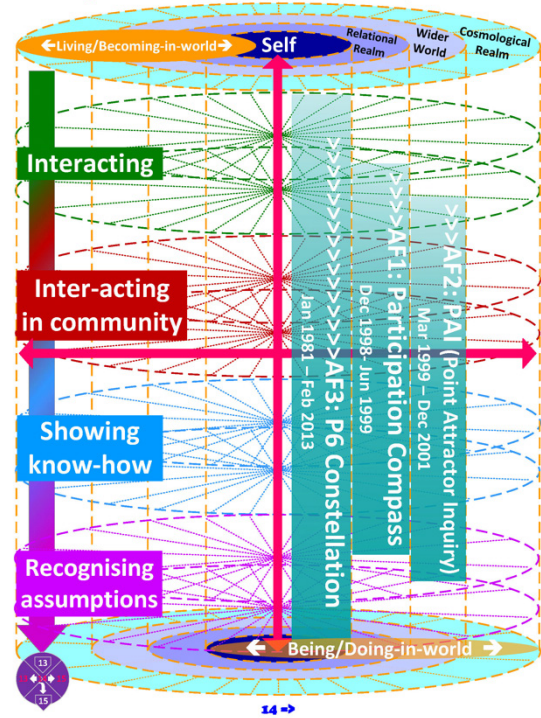 ←Living/Becoming-in-world→
Self
Relational
Realm
Wider
World
Cosmological
Realm
Interacting
Inter-acting
in community
Showing
know-how
Recognising
assumptions
>>>>>>>>>>>>>AF3: P6 Constellation
Jan 1981 – Feb 2013
>>>>AF1: Participation Compass
Dec 1998-Jun 1999
>>>AF2: PAI (Point Attractor Inquiry)
Mar 1999 – Dec 2001
← Being/Doing-in-world →
13
15
14 =>